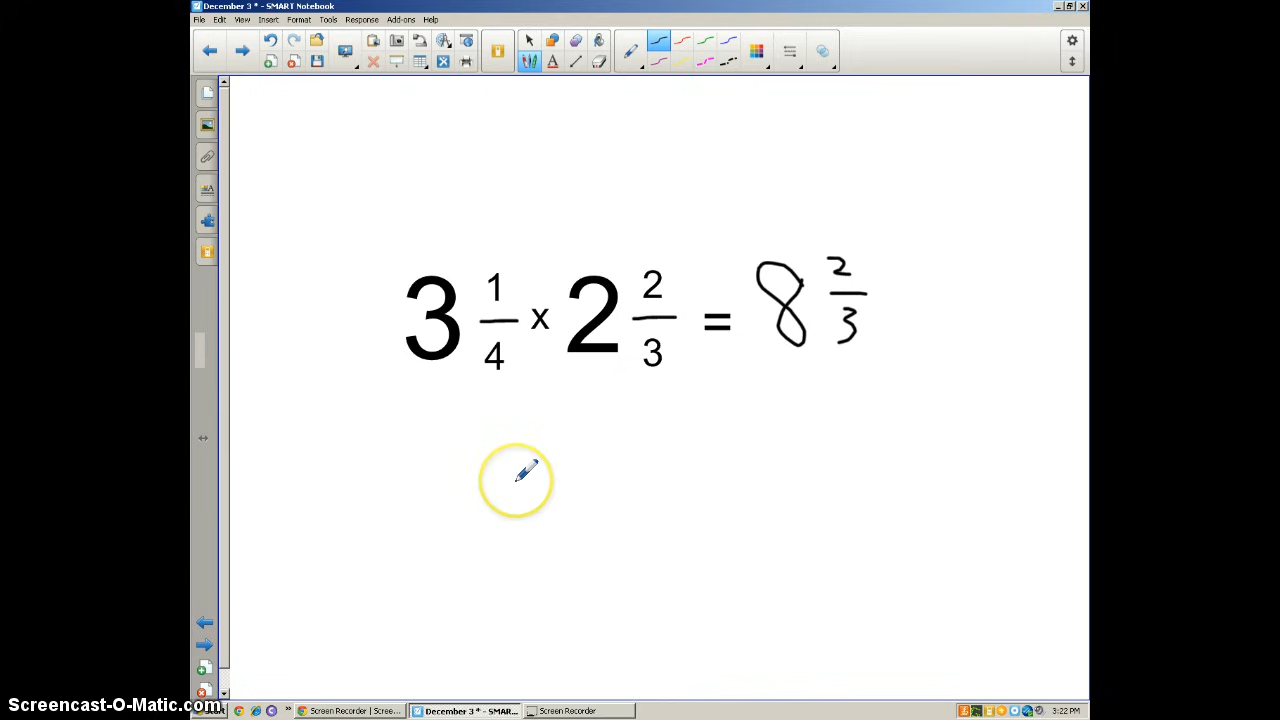 December 3 * - SMART Notebook
File Edit View Insert Format Tools Response Add-ons Help
3 1/4 x 2 2/3 = 8 2/3
Screencast-O-Matic.com
Screen Recorder | Scree... December 3 * - SMAR... Screen Recorder 3:22 PM